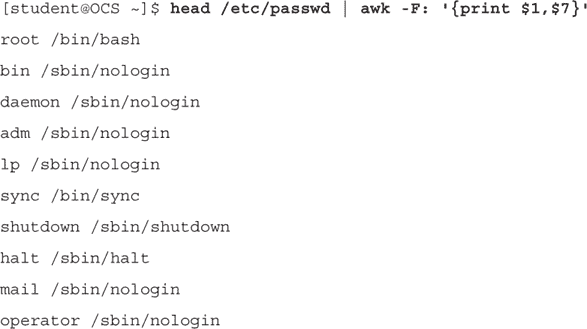 [student@OCS ~]$ head /etc/passwd | awk -F: '{print $1,$7}'
root /bin/bash
bin /sbin/nologin
daemon /sbin/nologin
adm /sbin/nologin
lp /sbin/nologin
sync /bin/sync
shutdown /sbin/shutdown
halt /sbin/halt
mail /sbin/nologin
operator /sbin/nologin